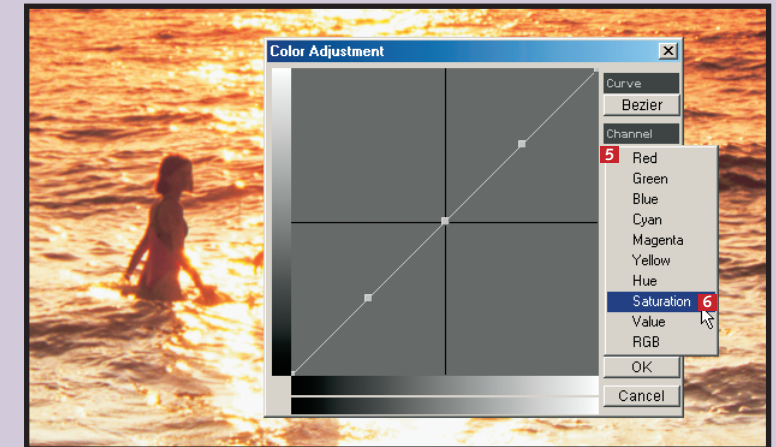 Color Adjustment
Curve
Bezier
Channel
5
Red
Green
Blue
Cyan
Magenta
Yellow
Hue
Saturation 6
Value
RGB
OK
Cancel